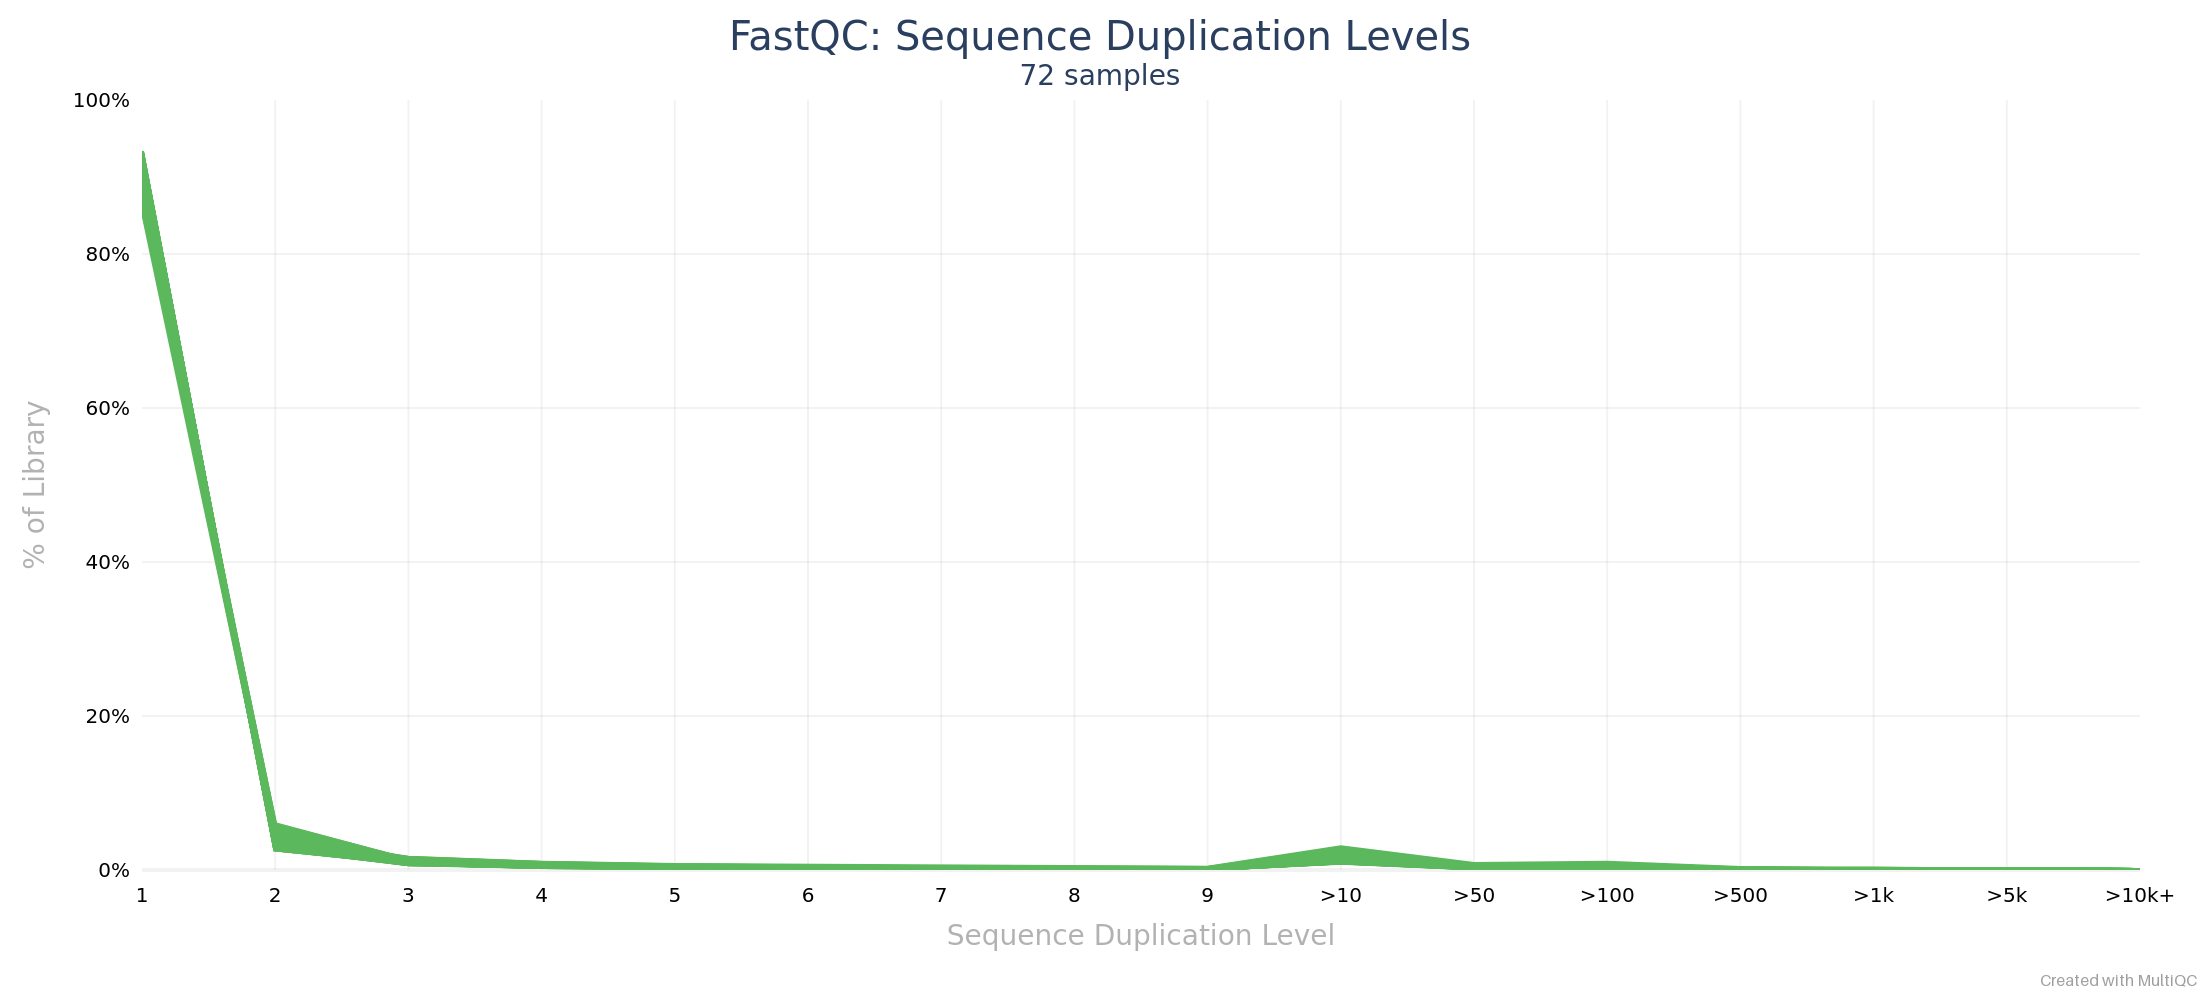 FastQC: Sequence Duplication Levels
72 samples
100%
80%
60%
40%
20%
0%
% of Library
1 2 3 4 5 6 7 8 9 >10 >50 >100 >500 >1k >5k >10k+
Sequence Duplication Level
Created with MultiQC